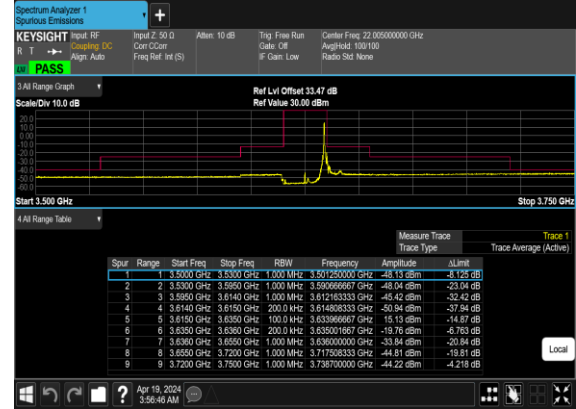 Spectrum Analyzer 1
Spurious Emissions
KEYSIGHT Input: RF Input Z: 50 Ω Atten: 10 dB Trig: Free Run Center Freq: 22.005000000 GHz
R T Coupling: DC Corr CCorr Gate: Off Avg|Hold: 100/100
Align: Auto Freq Ref: Int (S) IF Gain: Low Radio Std: None
LXI PASS
3 All Range Graph
Ref Lvl Offset 33.47 dB
Scale/Div 10.0 dB Ref Value 30.00 dBm
20.0
10.0
0.00
-10.0
-20.0
-30.0
-40.0
-50.0
-60.0
Start 3.500 GHz Stop 3.750 GHz
4 All Range Table
Measure Trace Trace 1
Trace Type Trace Average (Active)
Spur Range Start Freq Stop Freq RBW Frequency Amplitude ΔLimit
1 1 3.5000 GHz 3.5300 GHz 1.000 MHz 3.501250000 GHz -48.13 dBm -8.125 dB
2 2 3.5300 GHz 3.5950 GHz 1.000 MHz 3.590666667 GHz -48.04 dBm -23.04 dB
3 3 3.5950 GHz 3.6140 GHz 1.000 MHz 3.612163333 GHz -45.42 dBm -32.42 dB
4 4 3.6140 GHz 3.6150 GHz 200.0 kHz 3.614808333 GHz -50.94 dBm -37.94 dB
5 5 3.6150 GHz 3.6350 GHz 100.0 kHz 3.633966667 GHz 15.13 dBm -14.87 dB
6 6 3.6350 GHz 3.6360 GHz 200.0 kHz 3.635001667 GHz -19.76 dBm -6.763 dB
7 7 3.6360 GHz 3.6550 GHz 1.000 MHz 3.636000000 GHz -33.84 dBm -20.84 dB
8 8 3.6550 GHz 3.7200 GHz 1.000 MHz 3.717508333 GHz -44.81 dBm -19.81 dB
9 9 3.7200 GHz 3.7500 GHz 1.000 MHz 3.738700000 GHz -44.22 dBm -4.218 dB
Local
Apr 19, 2024
3:56:46 AM